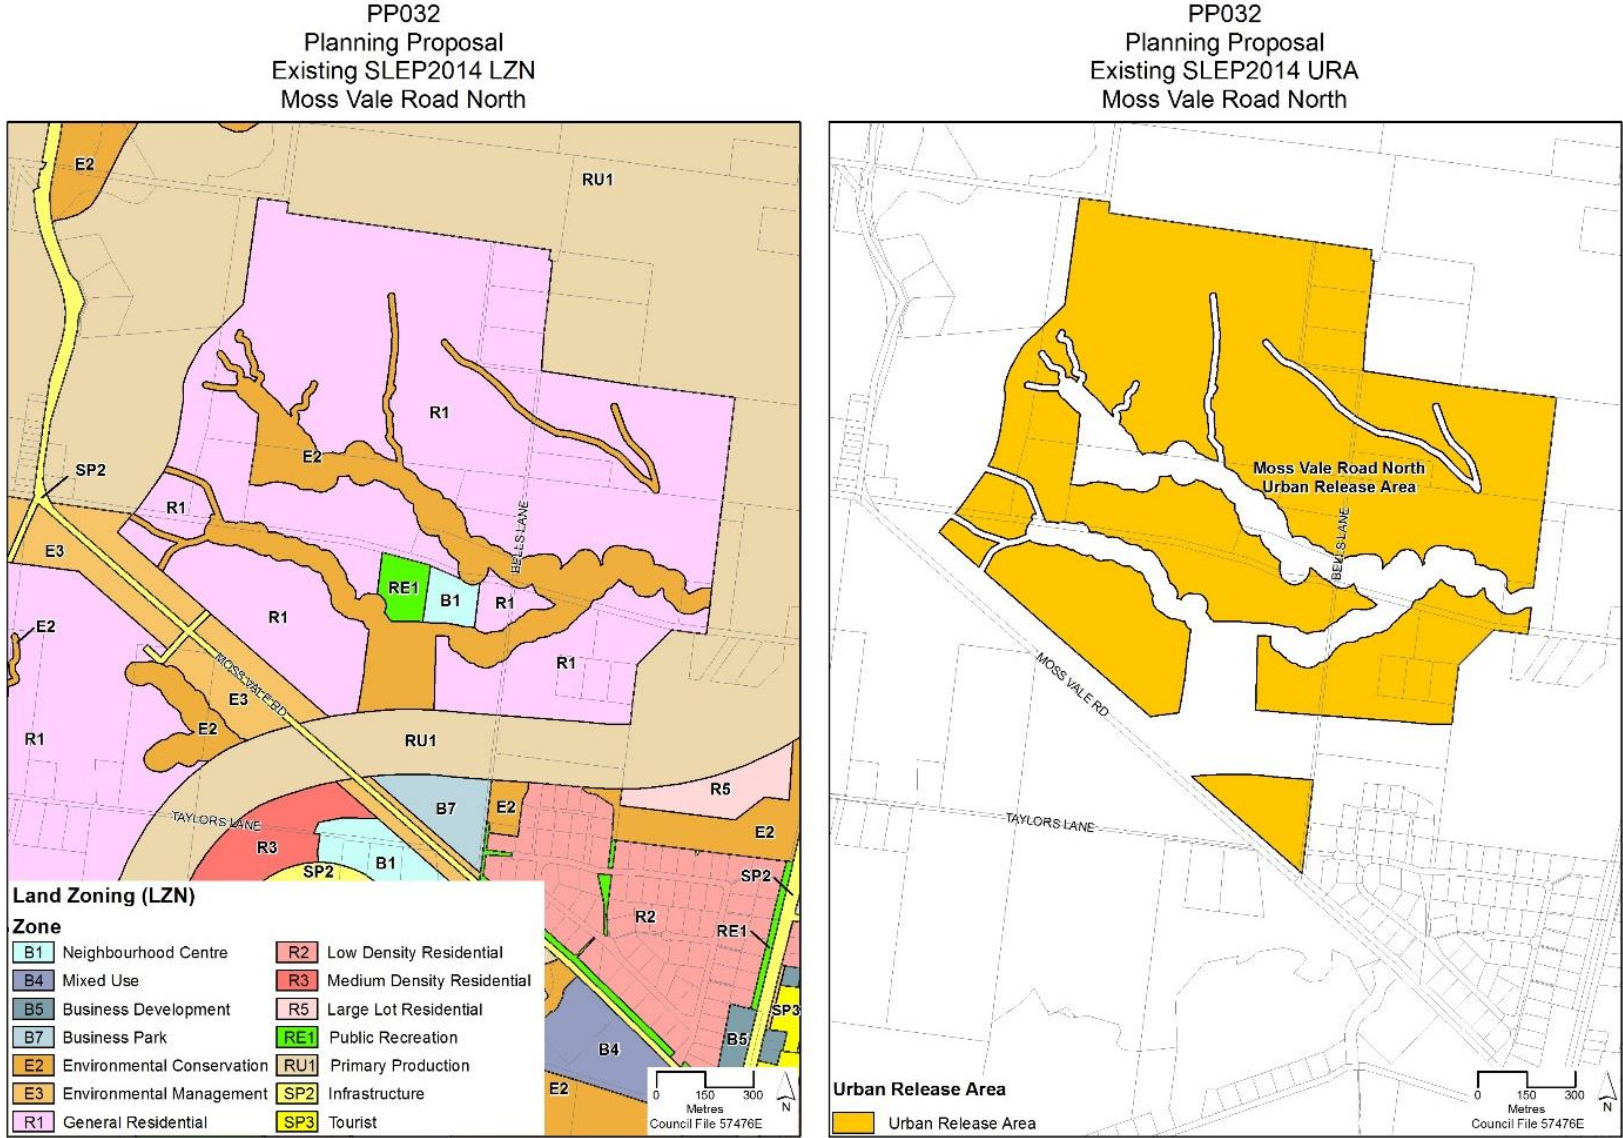 PP032
Planning Proposal
Existing SLEP2014 LZN
Moss Vale Road North
E2
RU1
R1
E2
SP2
R1
E3
BELLS LANE
RE1
B1
R1
R1
E2
R1
MOSS VALE RD
E3
E2
R1
RU1
R5
B7
E2
TAYLORS LANE
E2
R3
B1
SP2
SP2
R2
RE1
SP3
B5
B4
E2
Land Zoning (LZN)
Zone
B1 Neighbourhood Centre
B4 Mixed Use
B5 Business Development
B7 Business Park
E2 Environmental Conservation
E3 Environmental Management
R1 General Residential
R2 Low Density Residential
R3 Medium Density Residential
R5 Large Lot Residential
RE1 Public Recreation
RU1 Primary Production
SP2 Infrastructure
SP3 Tourist
0 150 300
Metres
Council File 57476E
N
PP032
Planning Proposal
Existing SLEP2014 URA
Moss Vale Road North
Moss Vale Road North
Urban Release Area
BELLS LANE
MOSS VALE RD
TAYLORS LANE
Urban Release Area
Urban Release Area
0 150 300
Metres
Council File 57476E
N